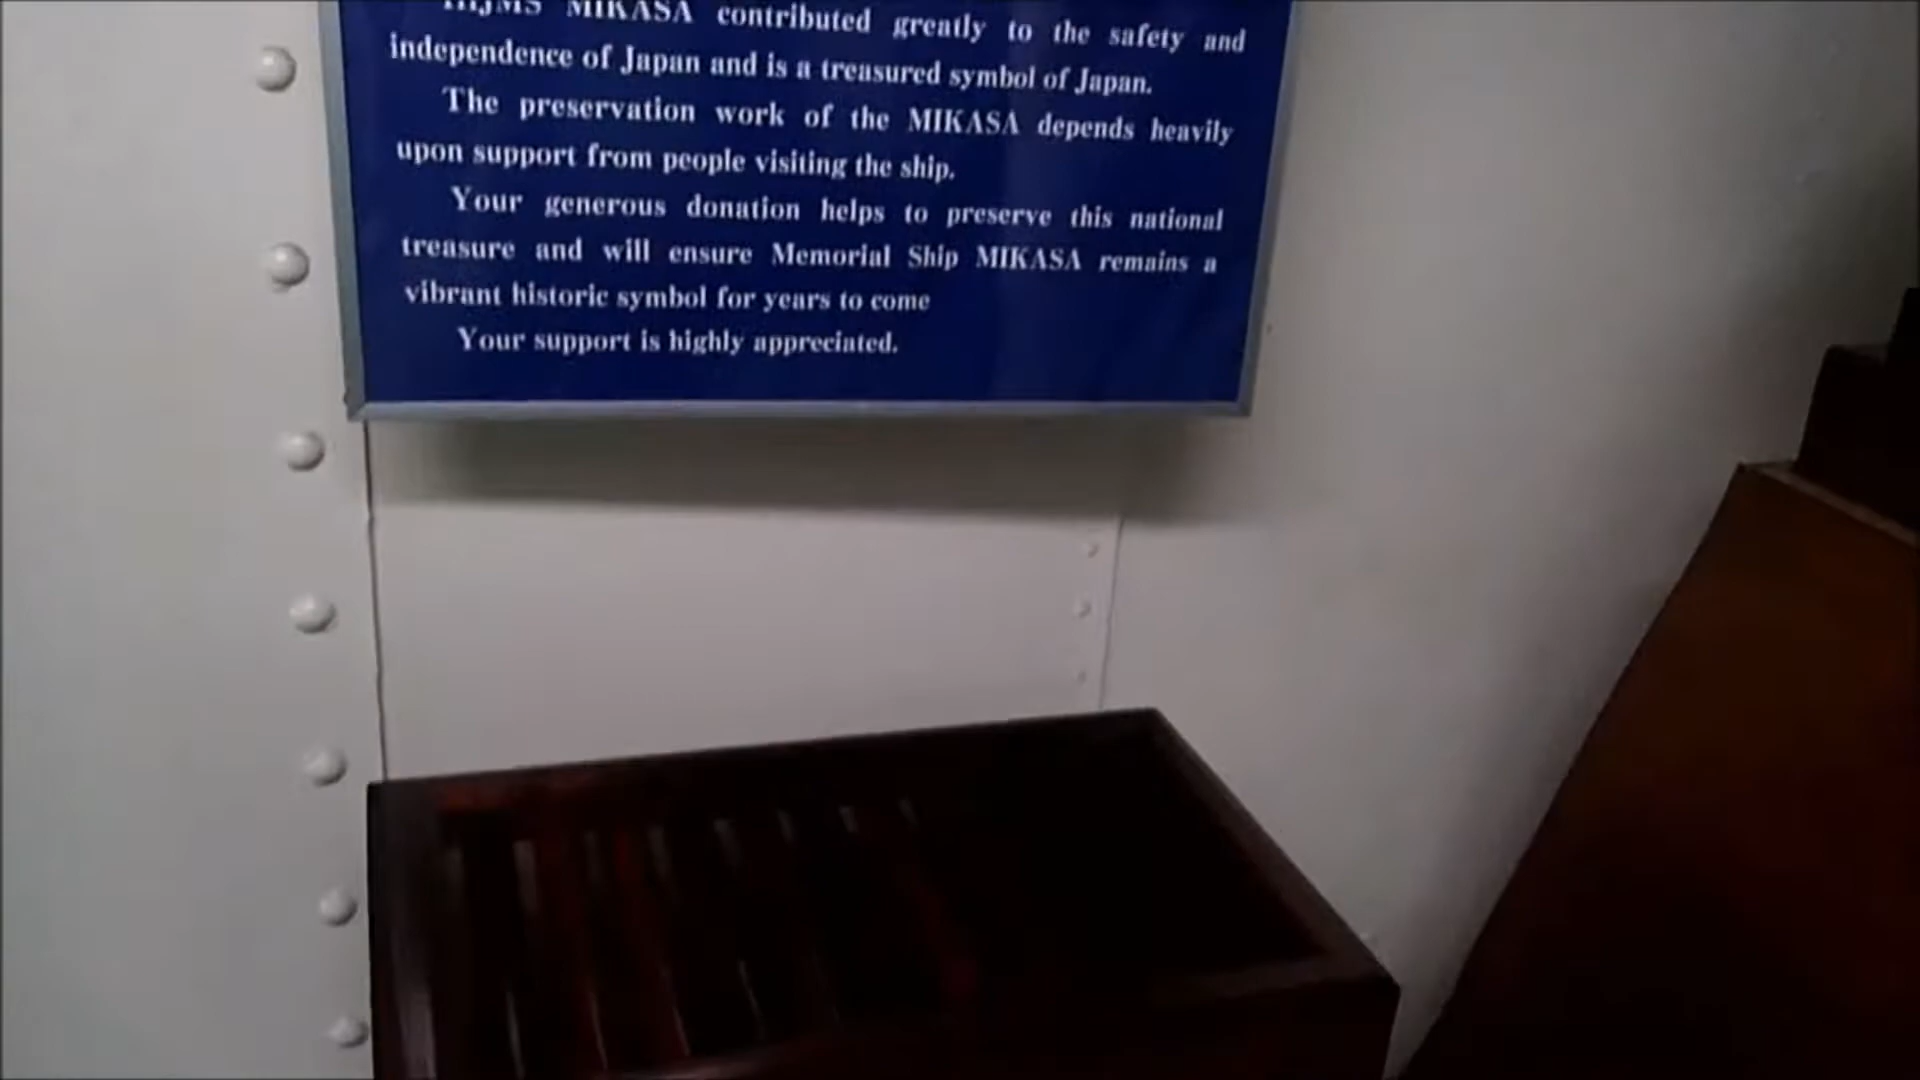 HIJMS MIKASA contributed greatly to the safety and
independence of Japan and is a treasured symbol of Japan.
The preservation work of the MIKASA depends heavily
upon support from people visiting the ship.
Your generous donation helps to preserve this national
treasure and will ensure Memorial Ship MIKASA remains a
vibrant historic symbol for years to come
Your support is highly appreciated.